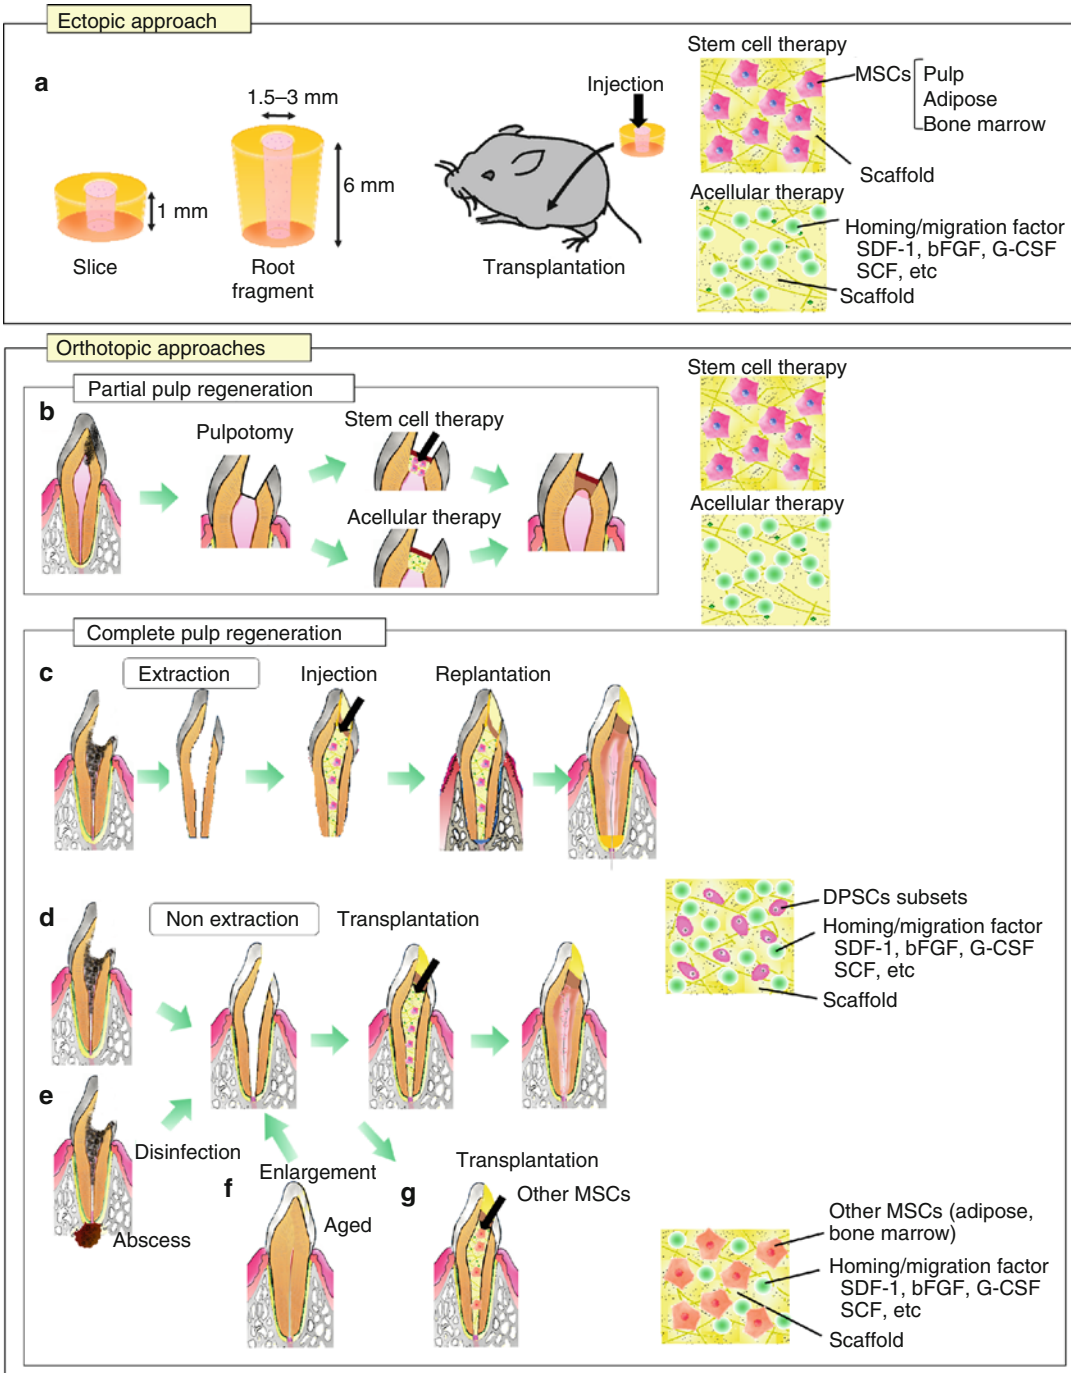 Ectopic approach
a
1.5–3 mm
6 mm
1 mm
Slice
Root
fragment
Injection
Transplantation
Stem cell therapy
MSCs
Pulp
Adipose
Bone marrow
Scaffold
Acellular therapy
Homing/migration factor
SDF-1, bFGF, G-CSF
SCF, etc
Scaffold
Orthotopic approaches
Partial pulp regeneration
b
Pulpotomy
Stem cell therapy
Acellular therapy
Stem cell therapy
Acellular therapy
Complete pulp regeneration
c
Extraction
Injection
Replantation
d
Non extraction
Transplantation
DPSCs subsets
Homing/migration factor
SDF-1, bFGF, G-CSF
SCF, etc
Scaffold
e
Disinfection
Abscess
Enlargement
f
Aged
g
Transplantation
Other MSCs
Other MSCs (adipose,
bone marrow)
Homing/migration factor
SDF-1, bFGF, G-CSF
SCF, etc
Scaffold